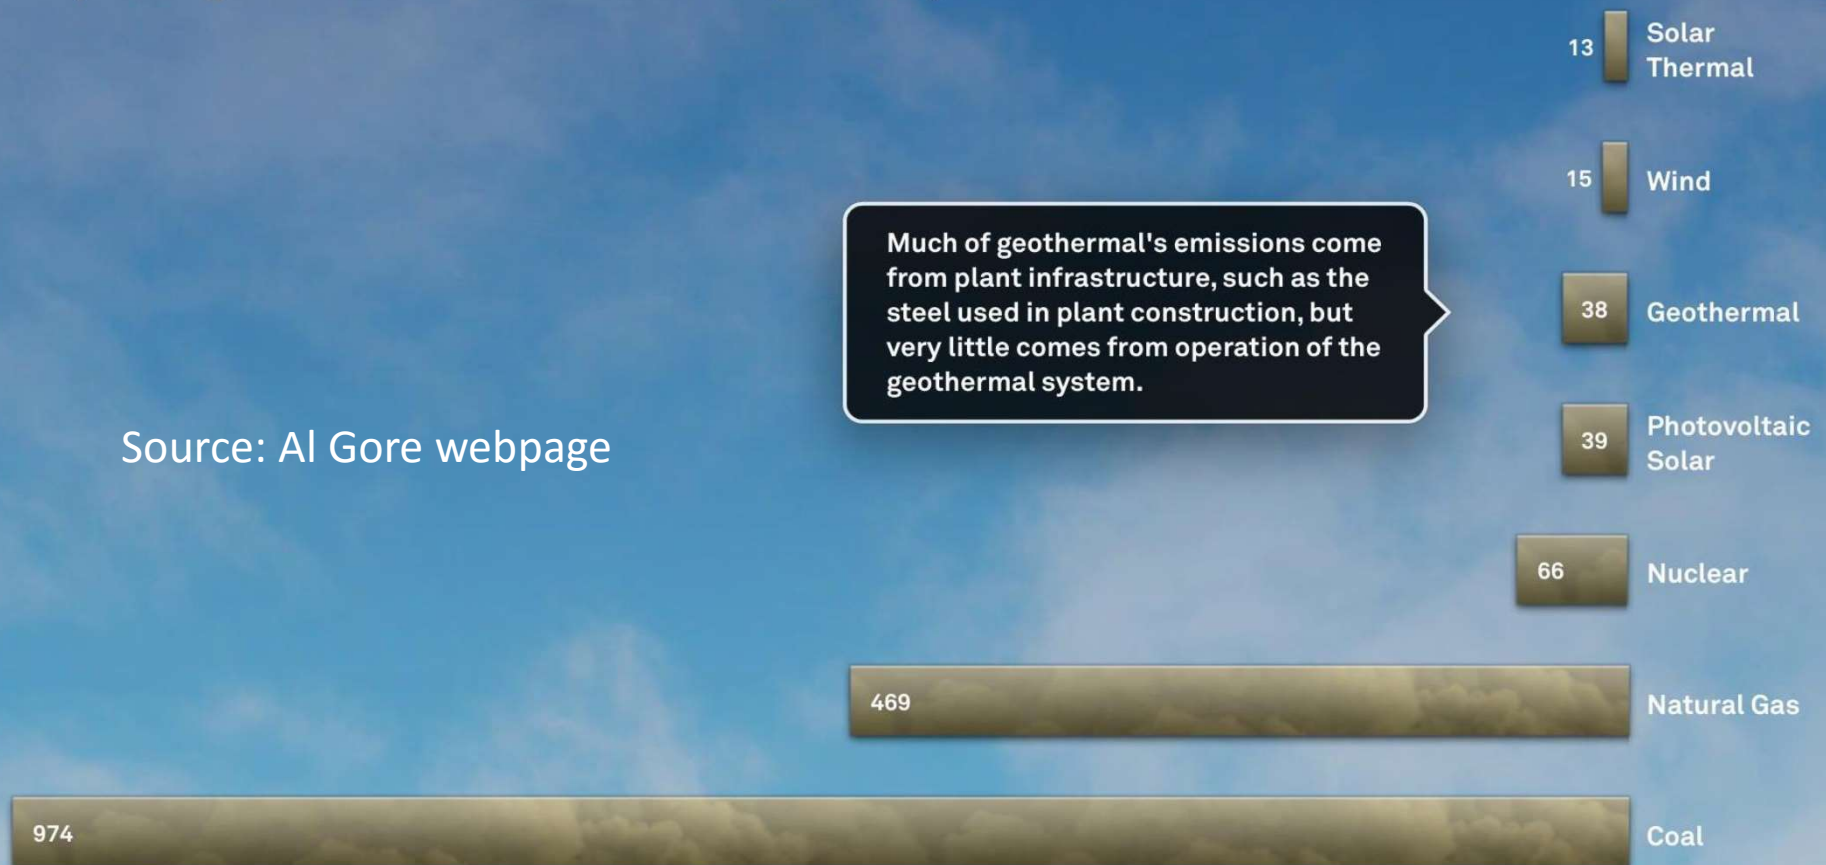 13
Solar
Thermal
15
Wind
Much of geothermal's emissions come
from plant infrastructure, such as the
steel used in plant construction, but
very little comes from operation of the
geothermal system.
38
Geothermal
Source: Al Gore webpage
39
Photovoltaic
Solar
66
Nuclear
469
Natural Gas
974
Coal